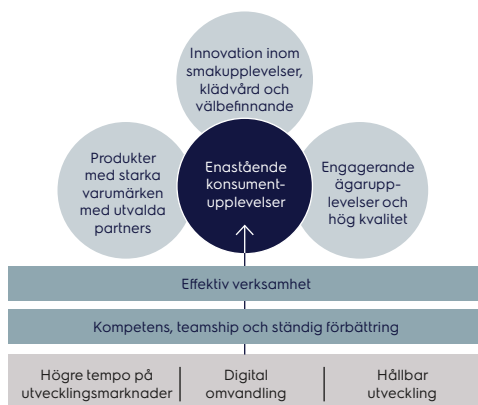 Innovation inom
smakupplevelser,
klädvård och
välbefinnande
Produkter
med starka
varumärken
med utvalda
partners
Enastående
konsument-
upplevelser
Engagerande
ägarupp-
levelser och
hög kvalitet
Effektiv verksamhet
Kompetens, teamship och ständig förbättring
Högre tempo på
utvecklingsmarknader
Digital
omvandling
Hållbar
utveckling